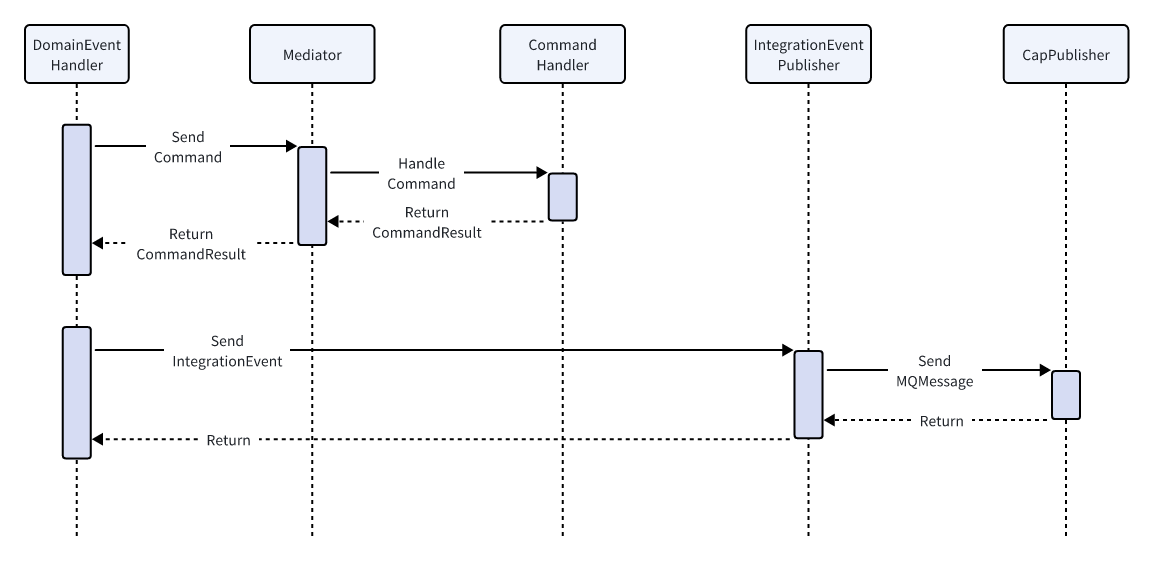 DomainEvent
Handler
Mediator
Command
Handler
IntegrationEvent
Publisher
CapPublisher
Send
Command
Handle
Command
Return
CommandResult
Return
CommandResult
Send
IntegrationEvent
Send
MQMessage
Return
Return